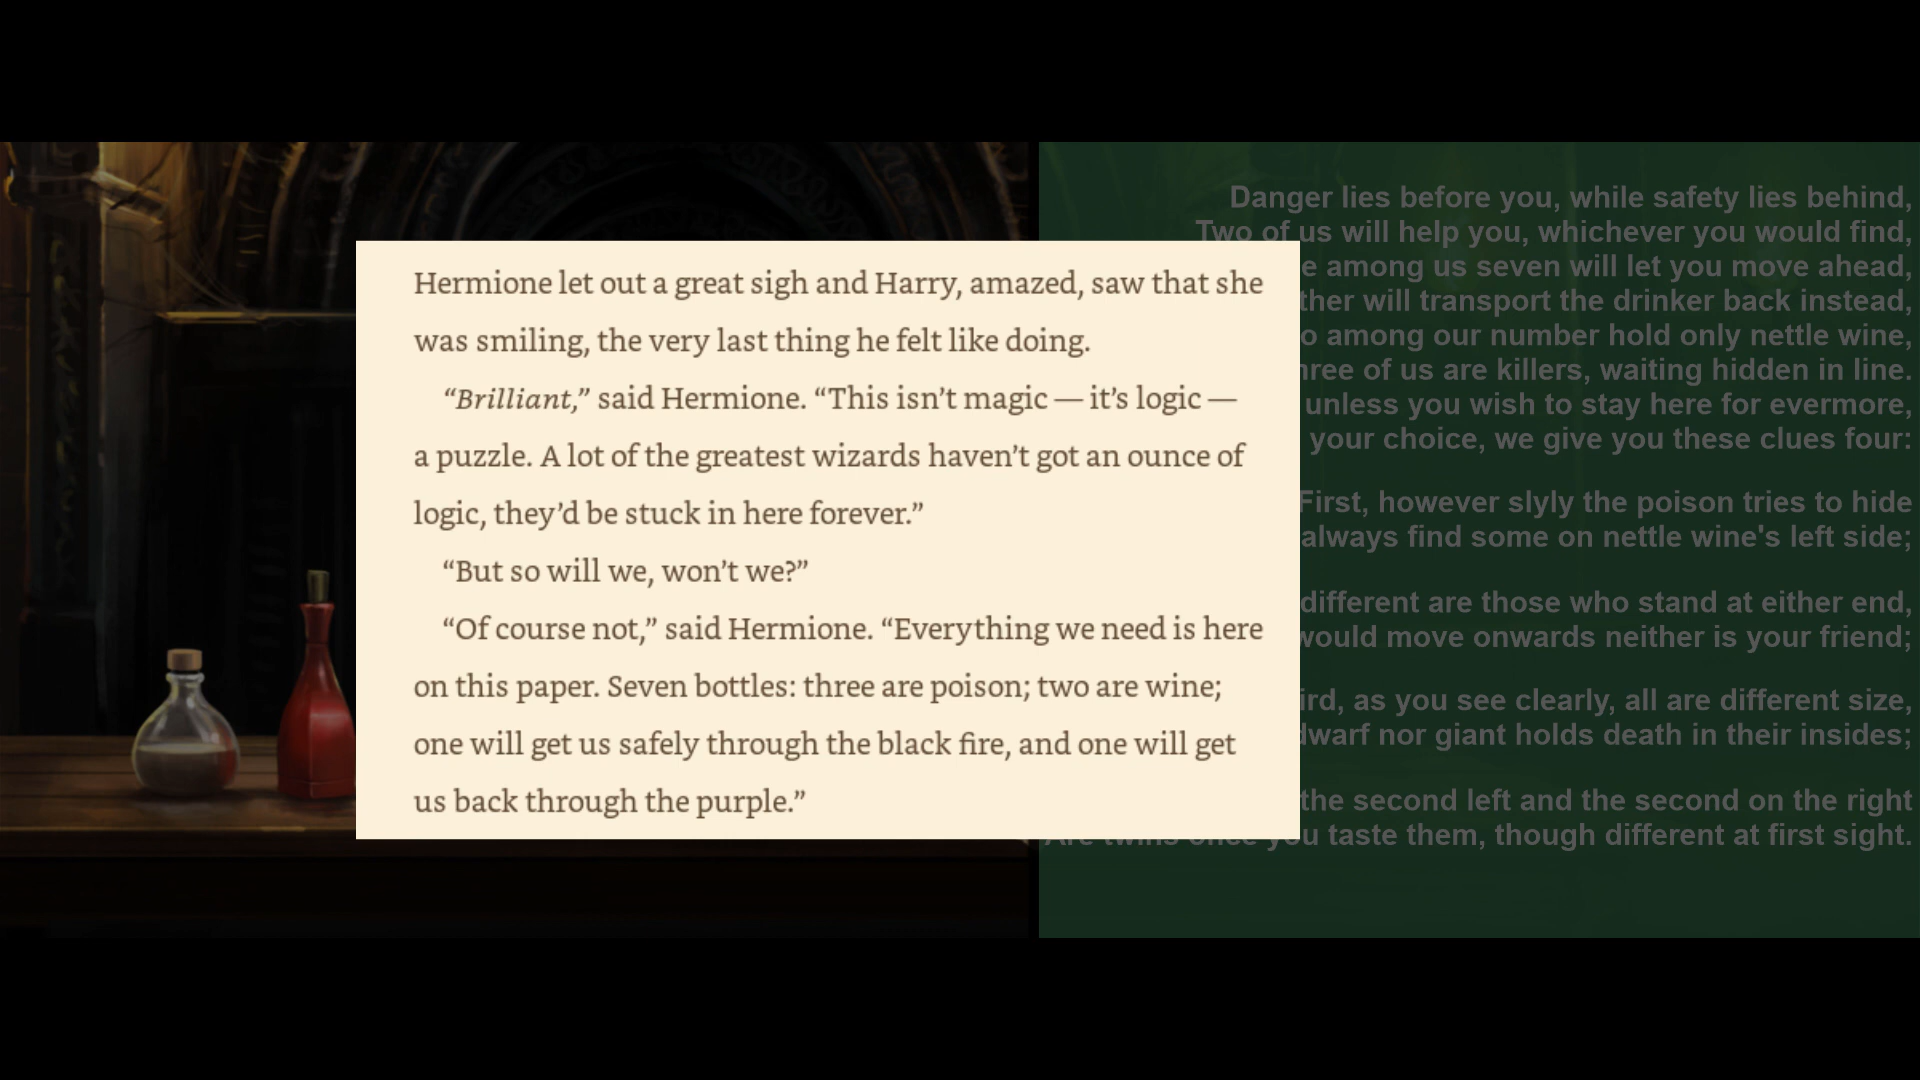 Hermione let out a great sigh and Harry, amazed, saw that she
was smiling, the very last thing he felt like doing.
“Brilliant,” said Hermione. “This isn’t magic — it’s logic —
a puzzle. A lot of the greatest wizards haven’t got an ounce of
logic, they’d be stuck in here forever.”
“But so will we, won’t we?”
“Of course not,” said Hermione. “Everything we need is here
on this paper. Seven bottles: three are poison; two are wine;
one will get us safely through the black fire, and one will get
us back through the purple.”
Danger lies before you, while safety lies behind,
Two of us will help you, whichever you would find,
among us seven will let you move ahead,
will transport the drinker back instead,
among our number hold only nettle wine,
of us are killers, waiting hidden in line.
unless you wish to stay here for evermore,
your choice, we give you these clues four:
First, however slyly the poison tries to hide
always find some on nettle wine's left side;
different are those who stand at either end,
would move onwards neither is your friend;
as you see clearly, all are different size,
dwarf nor giant holds death in their insides;
the second left and the second on the right
you taste them, though different at first sight.